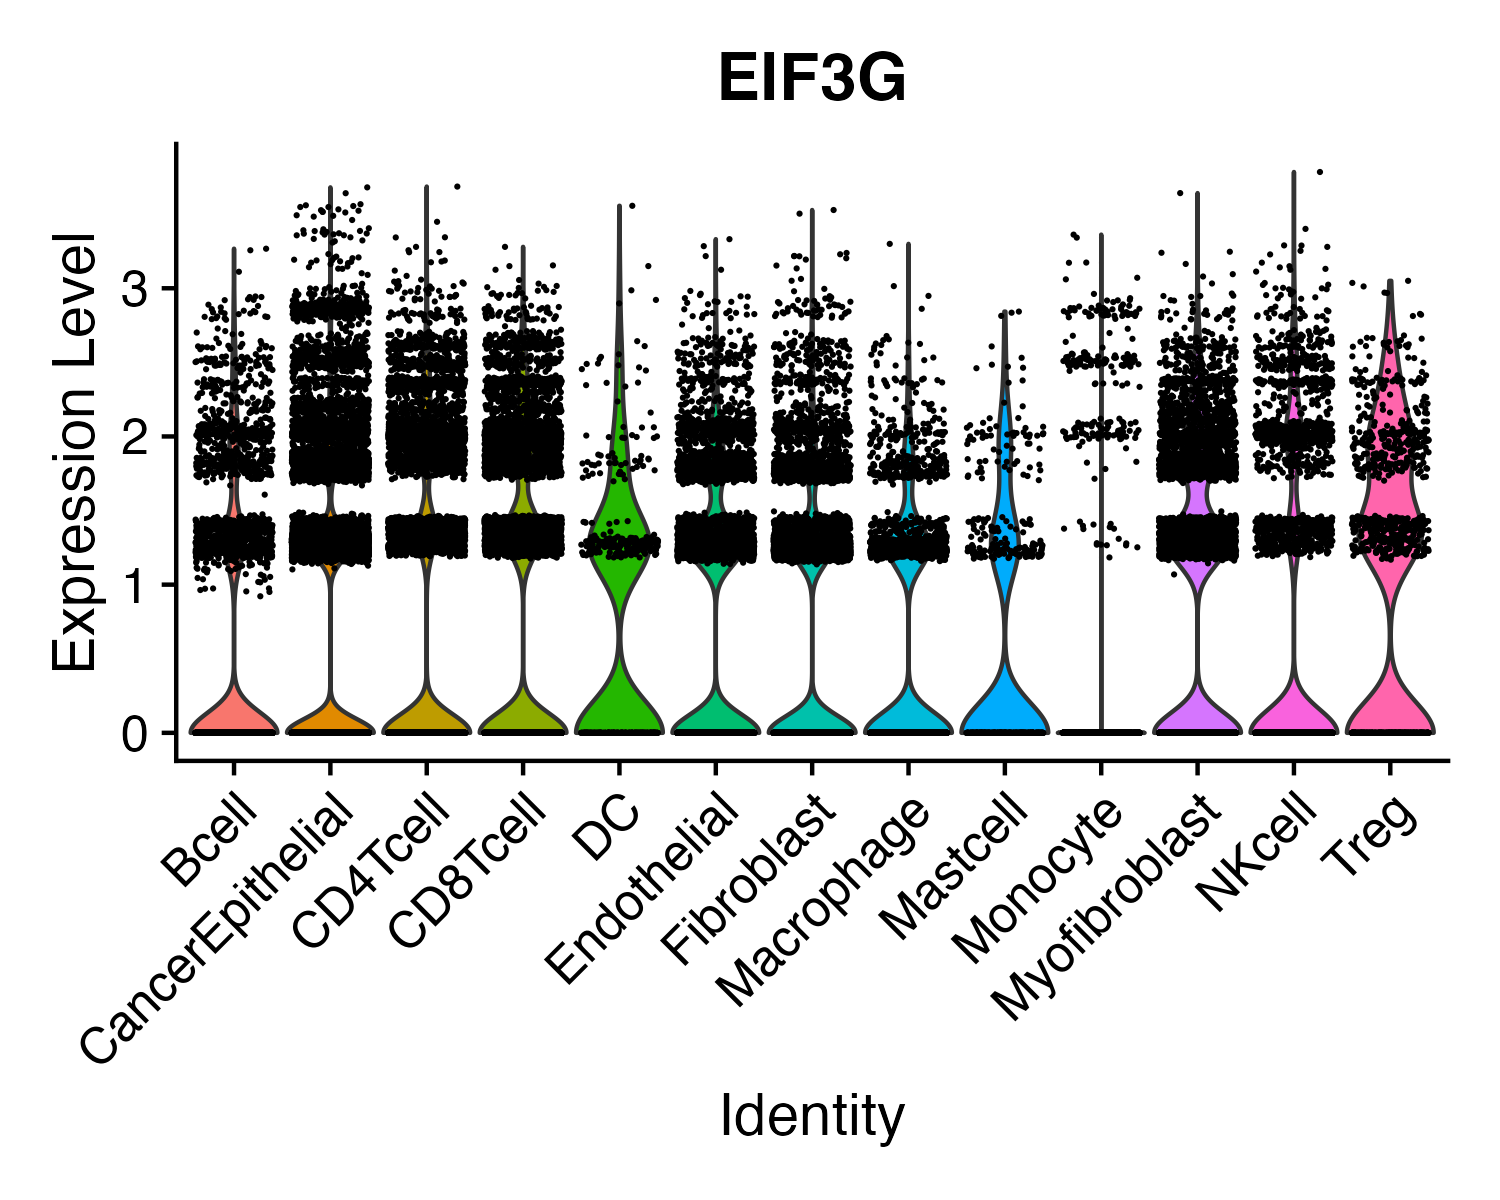 EIF3G
Expression Level
3
2
1
0
Bcell
CancerEpithelial
CD4Tcell
CD8Tcell
DC
Endothelial
Fibroblast
Macrophage
Mastcell
Monocyte
Myofibroblast
NKcell
Treg
Identity